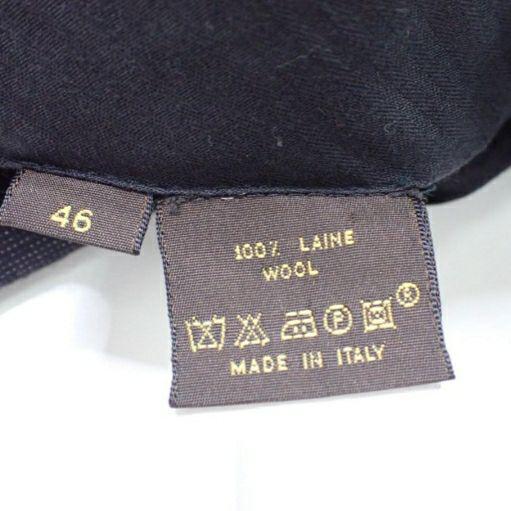 46
100% LAINE
WOOL
P
®
MADE IN ITALY